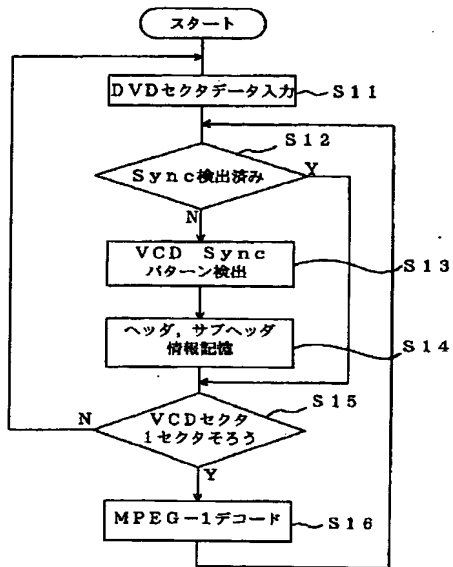 スタート
DVDセクタデータ入力
S11
S12
Sync検出済み
Y
N
VCD Sync
パターン検出
S13
ヘッダ,サブヘッダ
情報記憶
S14
S15
N
VCDセクタ
1セクタそろう
Y
MPEG-1デコード
S16